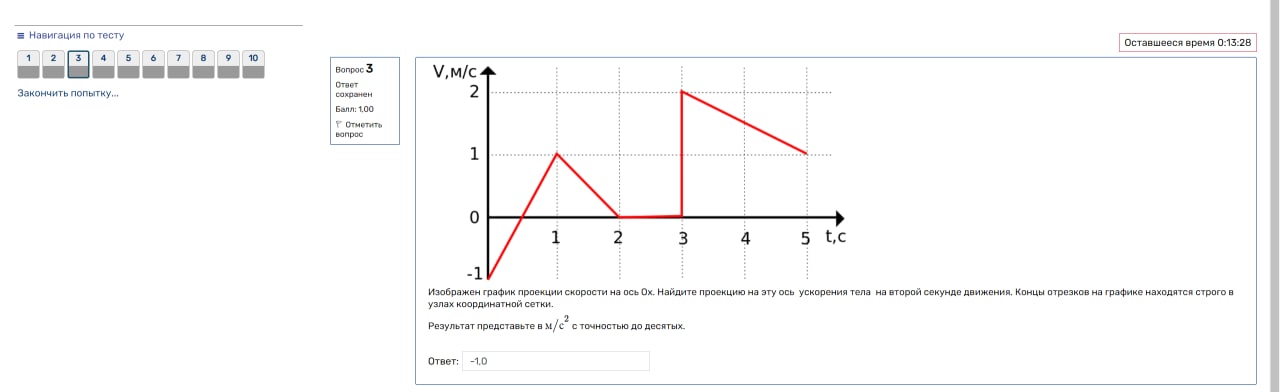 Навигация по тесту
1 2 3 4 5 6 7 8 9 10
Закончить попытку...
Оставшееся время 0:13:28
Вопрос 3
Ответ
сохранен
Балл: 1,00
Отметить
вопрос
V,м/с
2
1
0
-1
1 2 3 4 5 t,с
Изображен график проекции скорости на ось Ох. Найдите проекцию на эту ось ускорения тела на второй секунде движения. Концы отрезков на графике находятся строго в
узлах координатной сетки.
Результат представьте в м/с² с точностью до десятых.
Ответ: -1,0